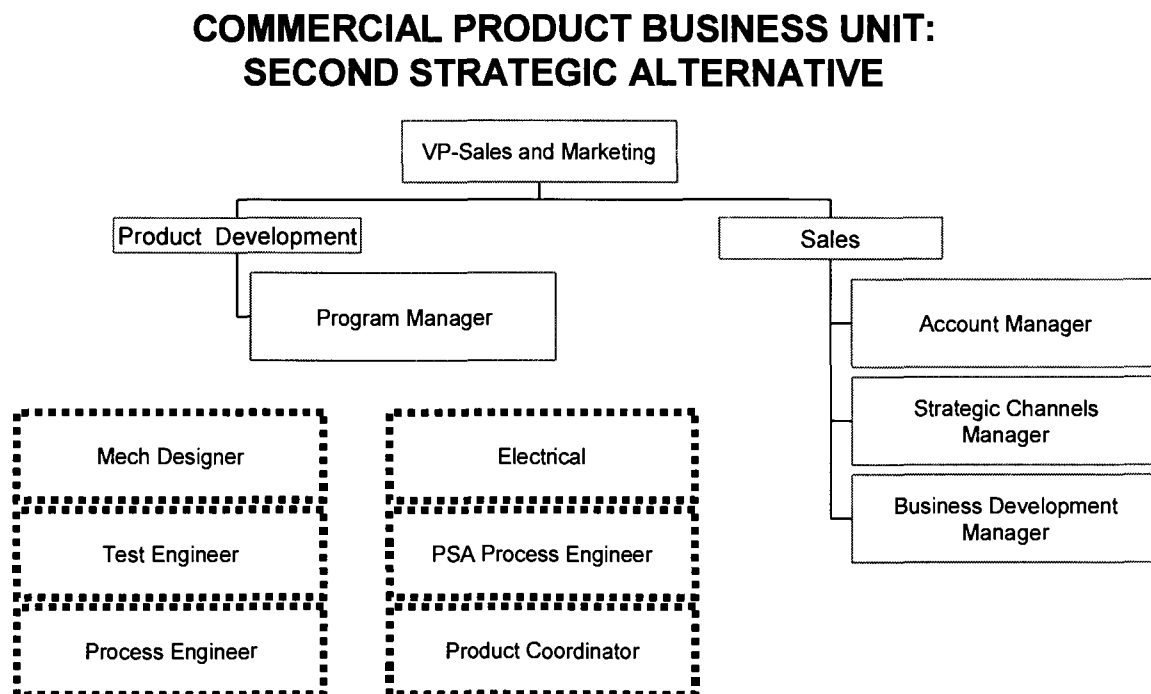 COMMERCIAL PRODUCT BUSINESS UNIT:
SECOND STRATEGIC ALTERNATIVE
VP-Sales and Marketing
Product Development
Sales
Program Manager
Account Manager
Strategic Channels
Manager
Business Development
Manager
Mech Designer
Electrical
Test Engineer
PSA Process Engineer
Process Engineer
Product Coordinator